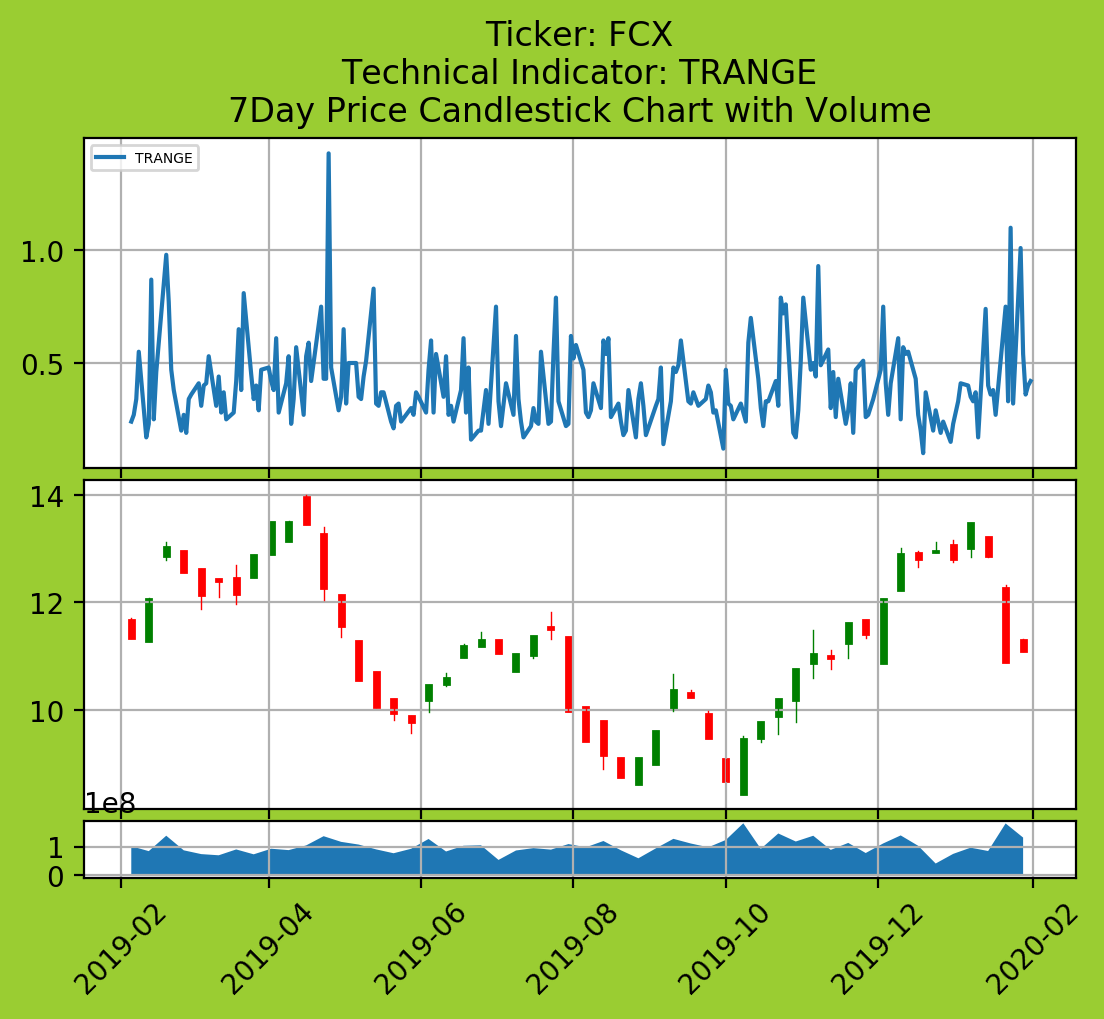 Ticker: FCX
Technical Indicator: TRANGE
7Day Price Candlestick Chart with Volume
TRANGE
1.0
0.5
14
12
10
1e8
1
0
2019-02
2019-04
2019-06
2019-08
2019-10
2019-12
2020-02